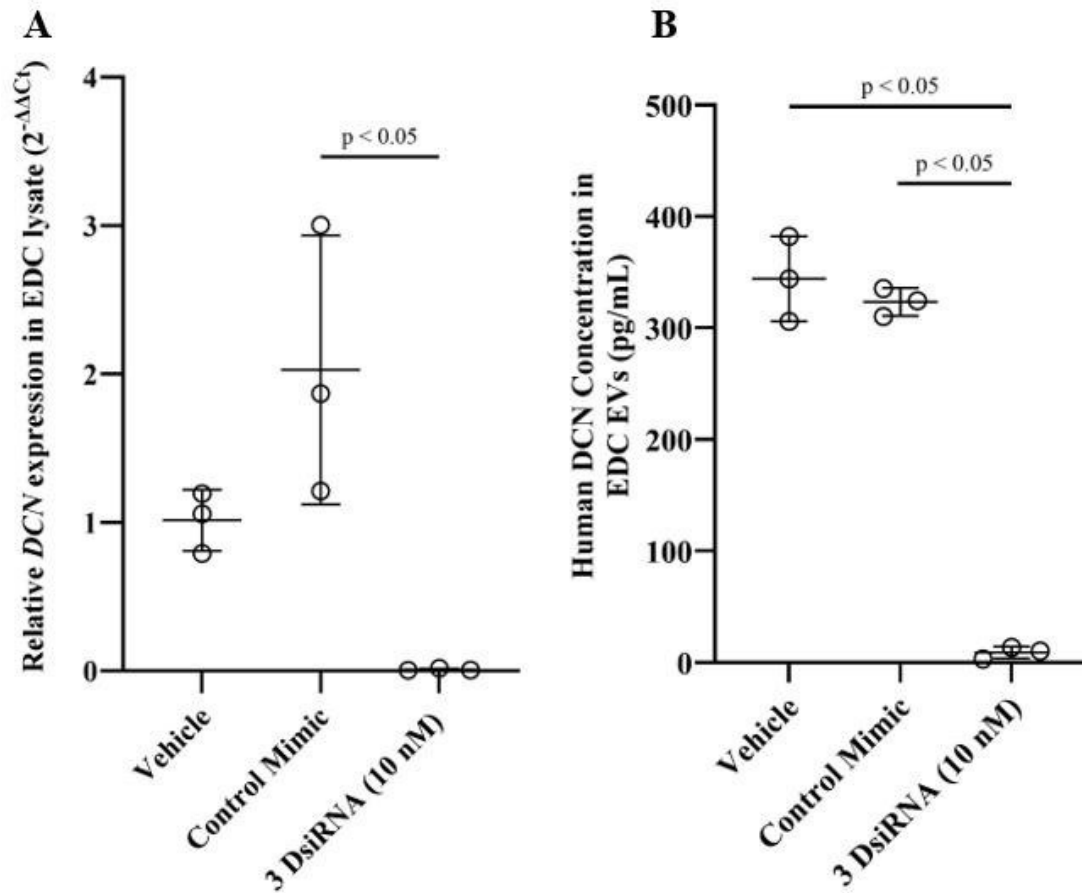 A
Relative DCN expression in EDC lysate (2^-ΔΔCt)
4
3
2
1
0
p < 0.05
Vehicle
Control Mimic
3 DsiRNA (10 nM)
B
Human DCN Concentration in
EDC EVs (pg/mL)
500
400
300
200
100
0
p < 0.05
p < 0.05
Vehicle
Control Mimic
3 DsiRNA (10 nM)